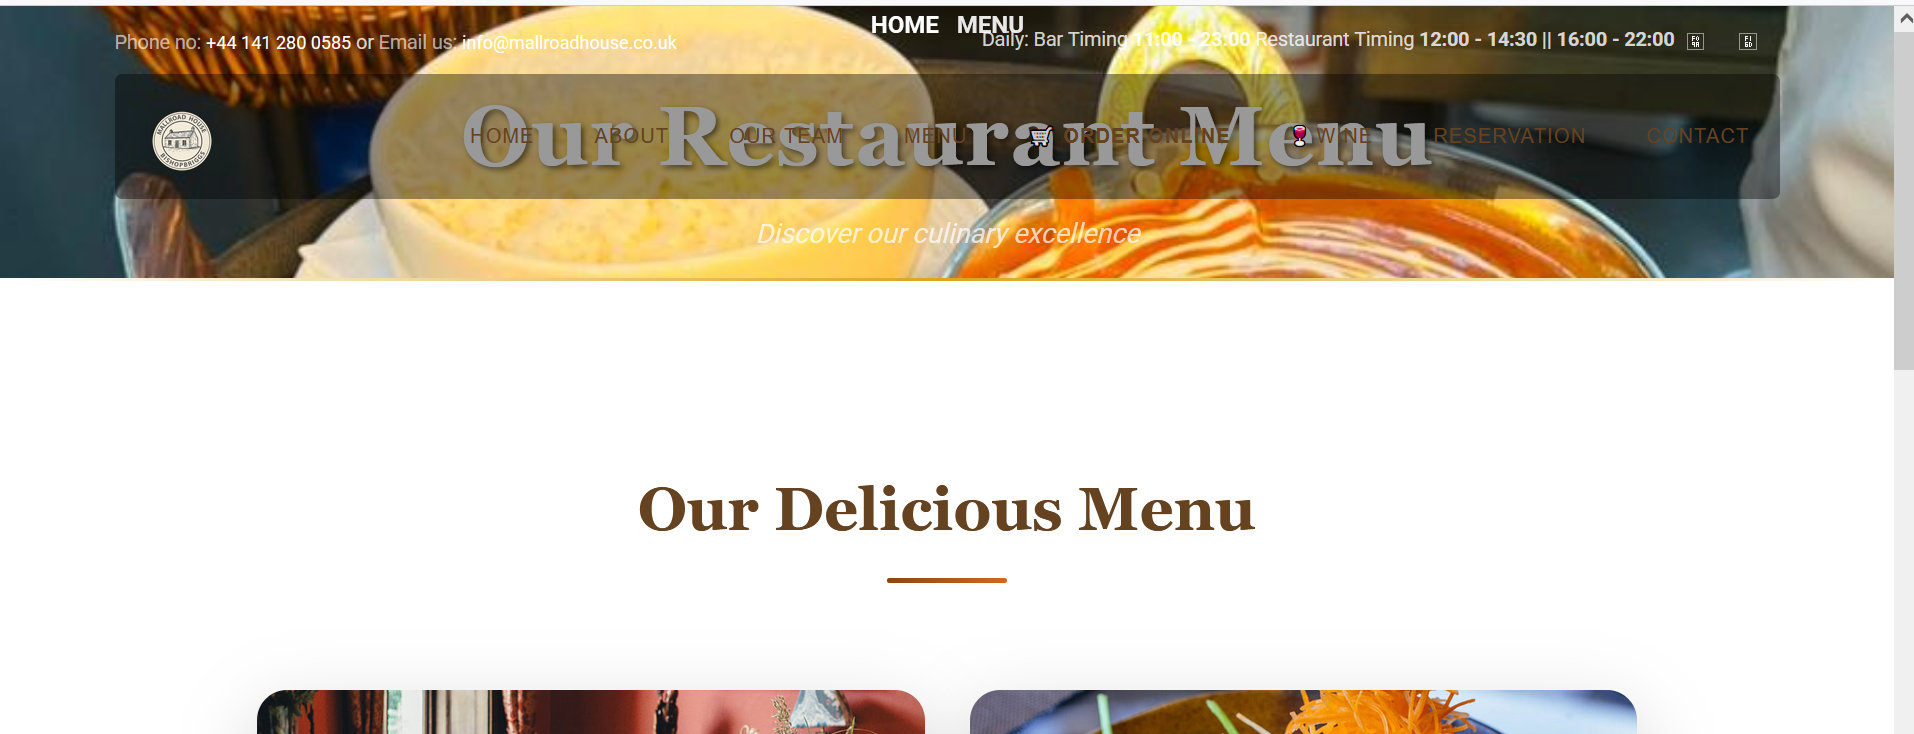 HOME MENU
Phone no: +44 141 280 0585 or Email us: info@mallroadhouse.co.uk
Daily: Bar Timing 11:00 - 23:00 Restaurant Timing 12:00 - 14:30 || 16:00 - 22:00
MALLROAD HOUSE
BISHOPBRIGGS
HOME ABOUT OUR TEAM MENU ORDER ONLINE WINE RESERVATION CONTACT
Our Restaurant Menu
Discover our culinary excellence
Our Delicious Menu